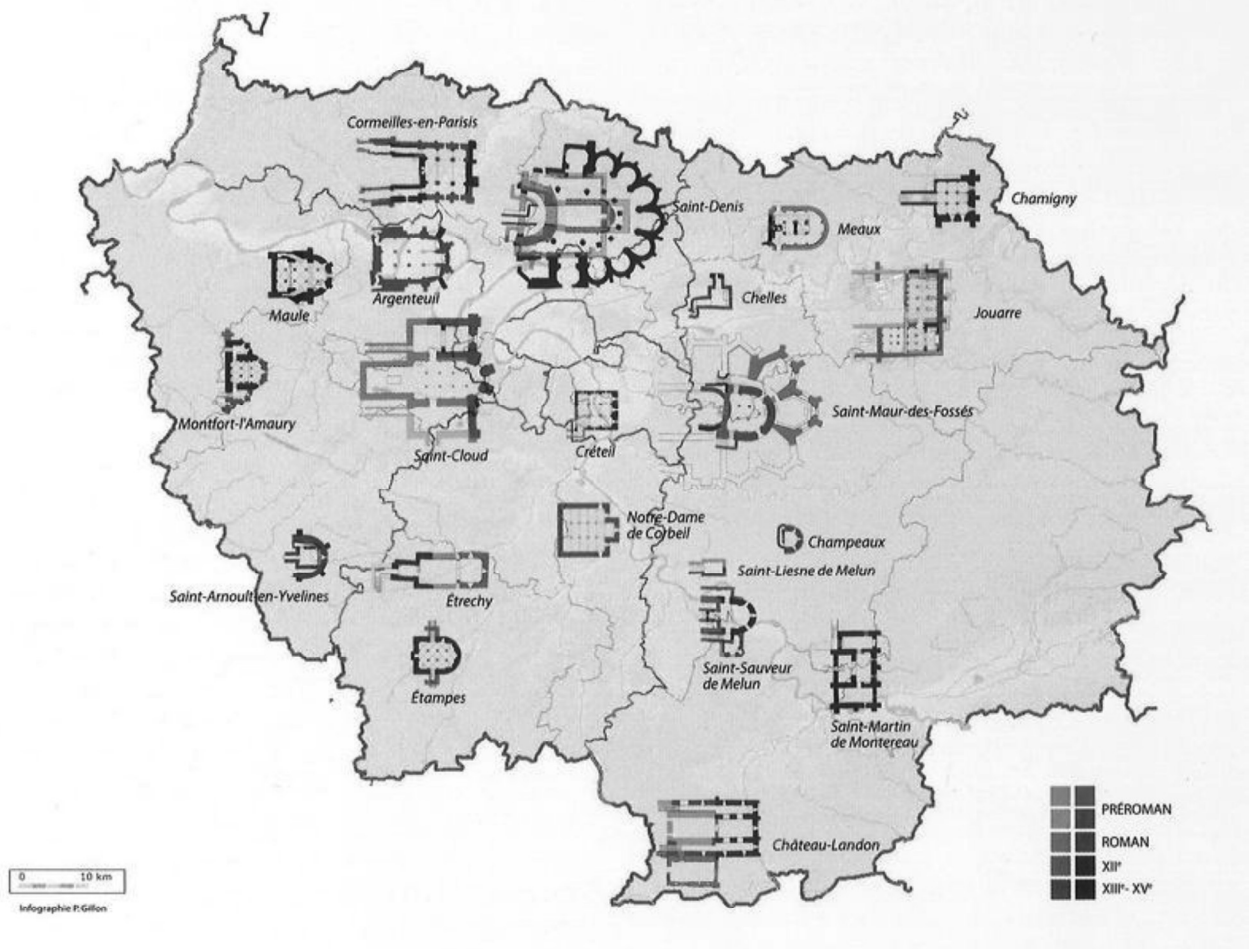 Cormeilles-en-Parisis
Saint-Denis
Chamigny
Meaux
Argenteuil
Maule
Chelles
Jouarre
Montfort-l'Amaury
Saint-Cloud
Créteil
Saint-Maur-des-Fossés
Notre-Dame
de Corbeil
Champeaux
Saint-Liesne de Melun
Saint-Arnoult-en-Yvelines
Étrechy
Étampes
Saint-Sauveur
de Melun
Saint-Martin
de Montereau
Château-Landon
PRÉROMAN
ROMAN
XIIᵉ
XIIIᵉ- XVᵉ
0 10 km
Infographie P.Gillon